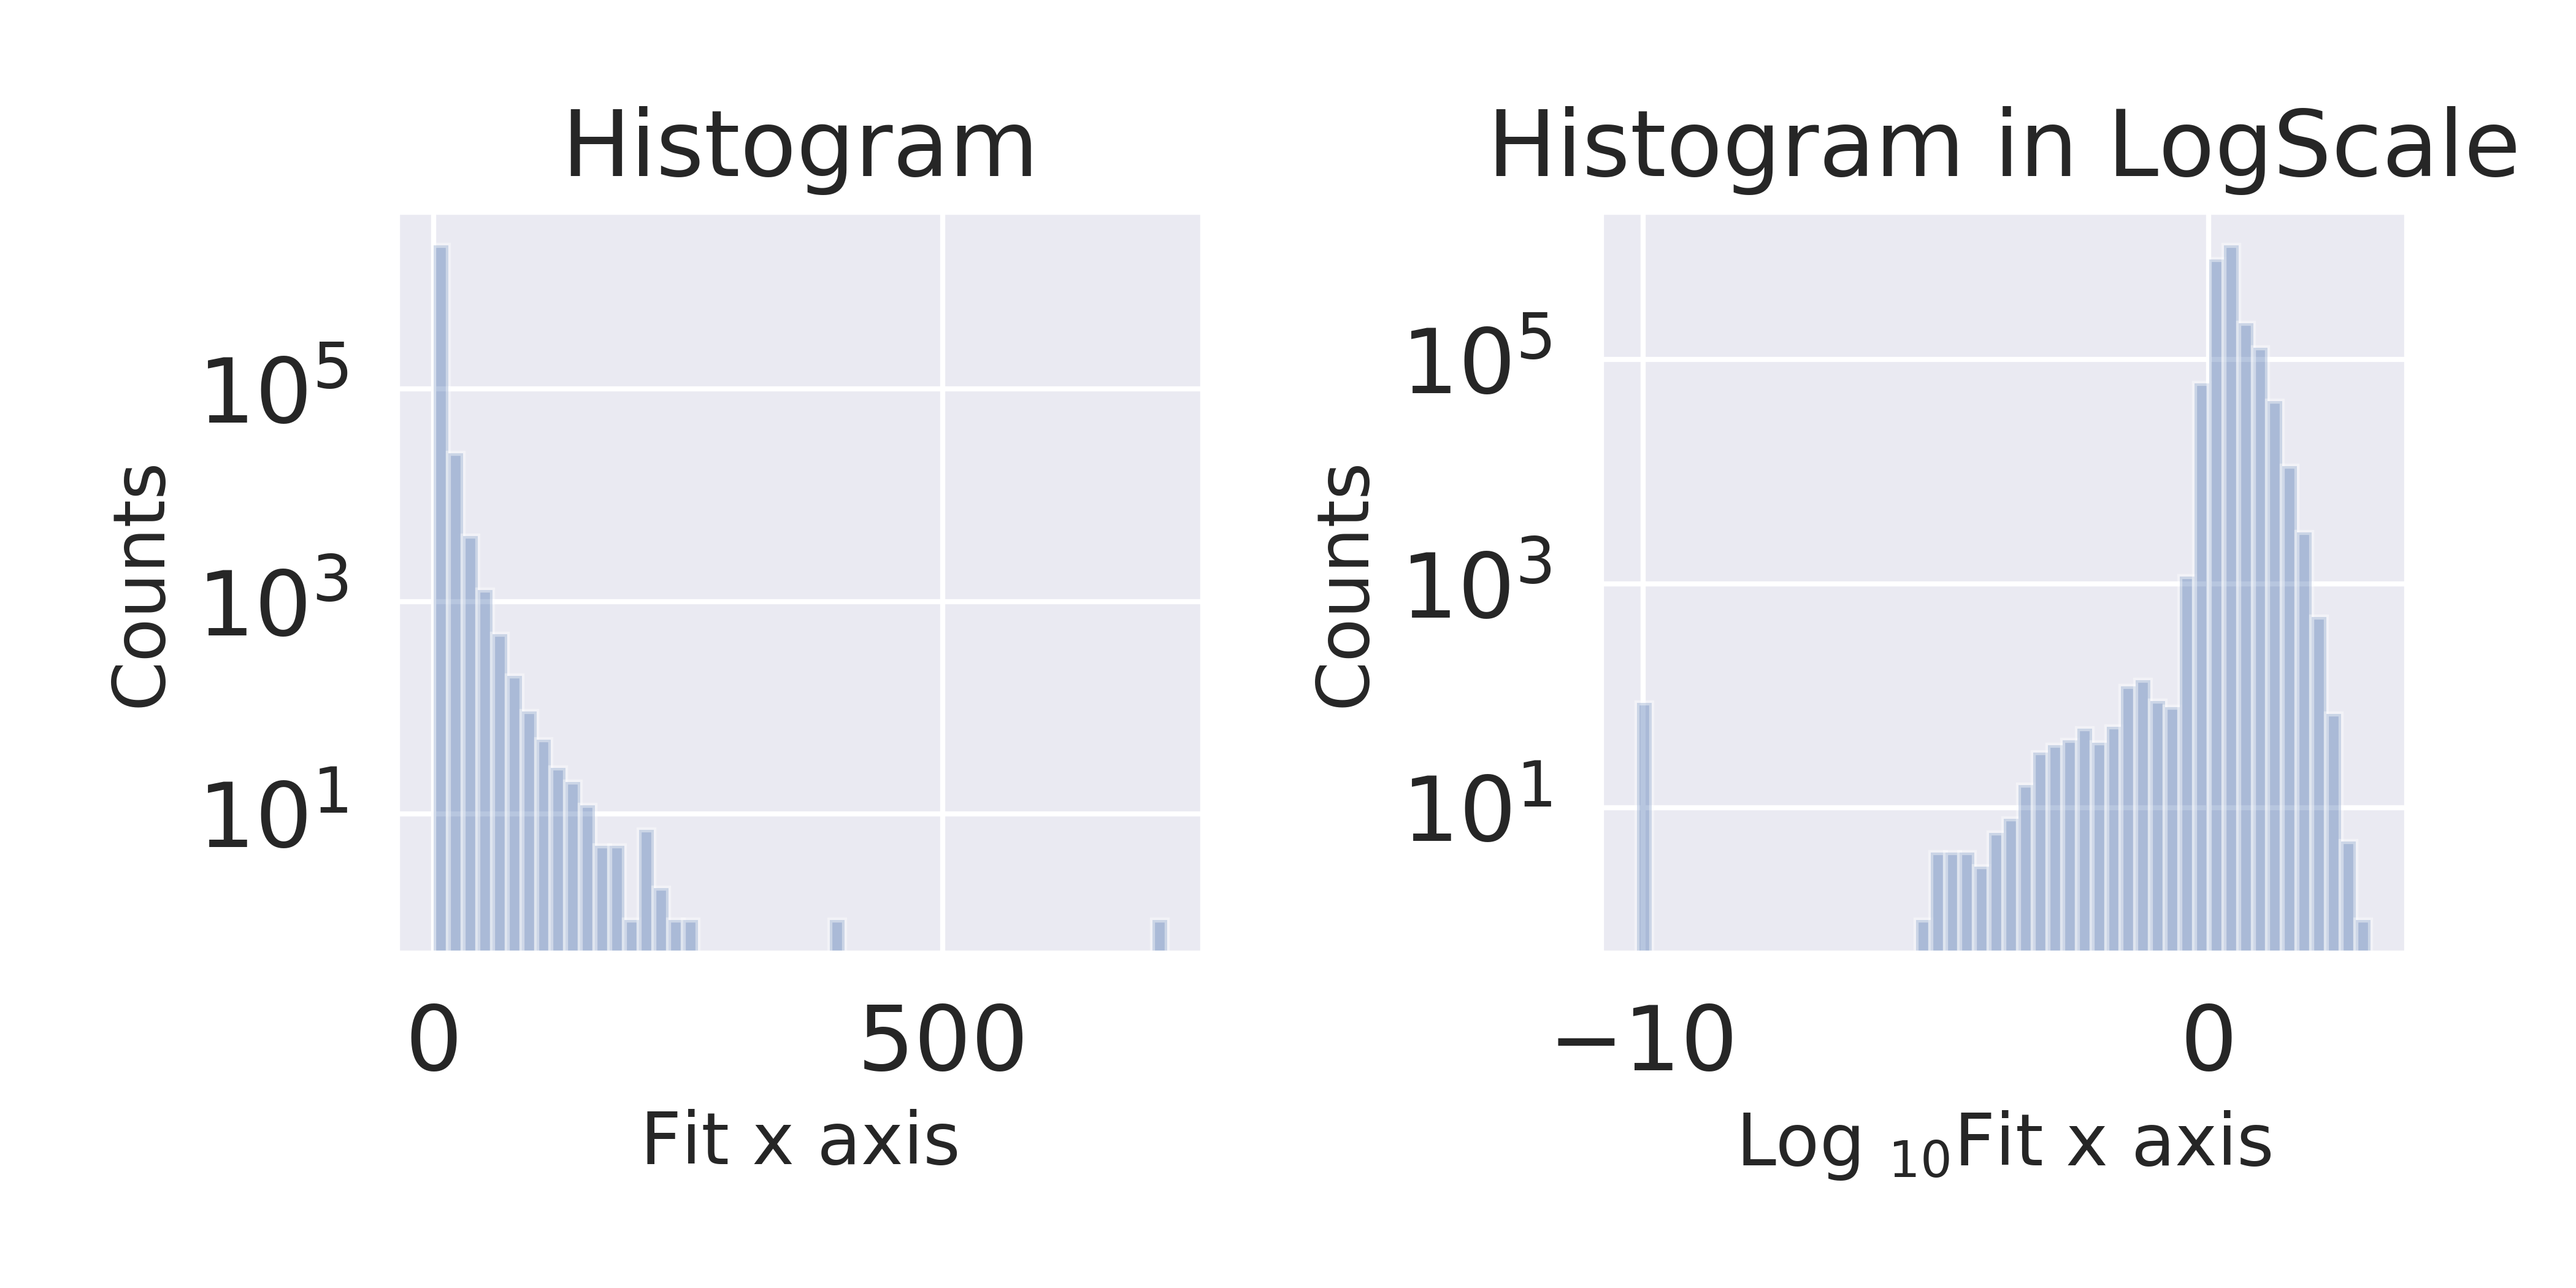 Histogram
10^5
10^3
10^1
Counts
0 500
Fit x axis
Histogram in LogScale
10^5
10^3
10^1
Counts
−10 0
Log ₁₀Fit x axis